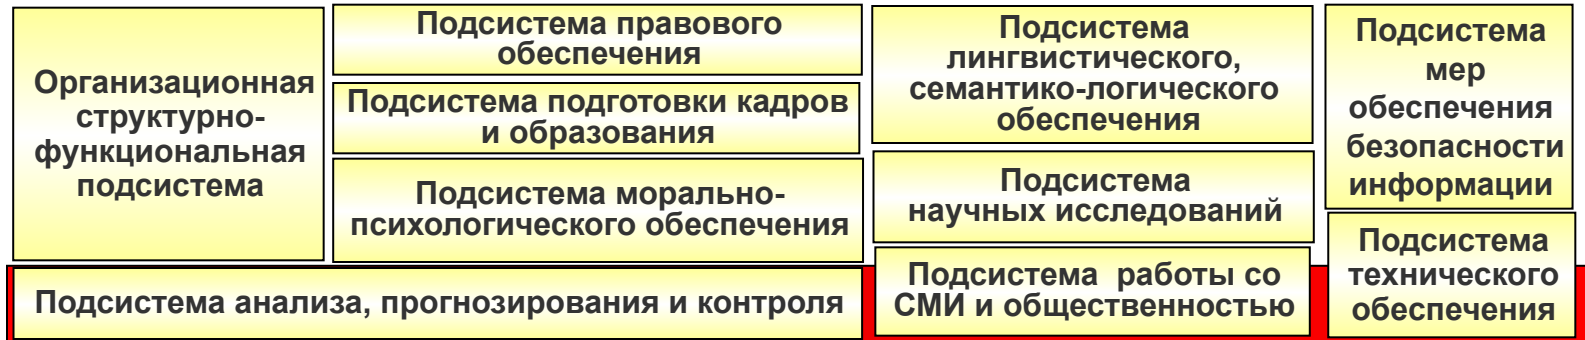 Организационная
структурно-
функциональная
подсистема
Подсистема правового
обеспечения
Подсистема подготовки кадров
и образования
Подсистема морально-
психологического обеспечения
Подсистема анализа, прогнозирования и контроля
Подсистема
лингвистического,
семантико-логического
обеспечения
Подсистема
научных исследований
Подсистема работы со
СМИ и общественностью
Подсистема
мер
обеспечения
безопасности
информации
Подсистема
технического
обеспечения